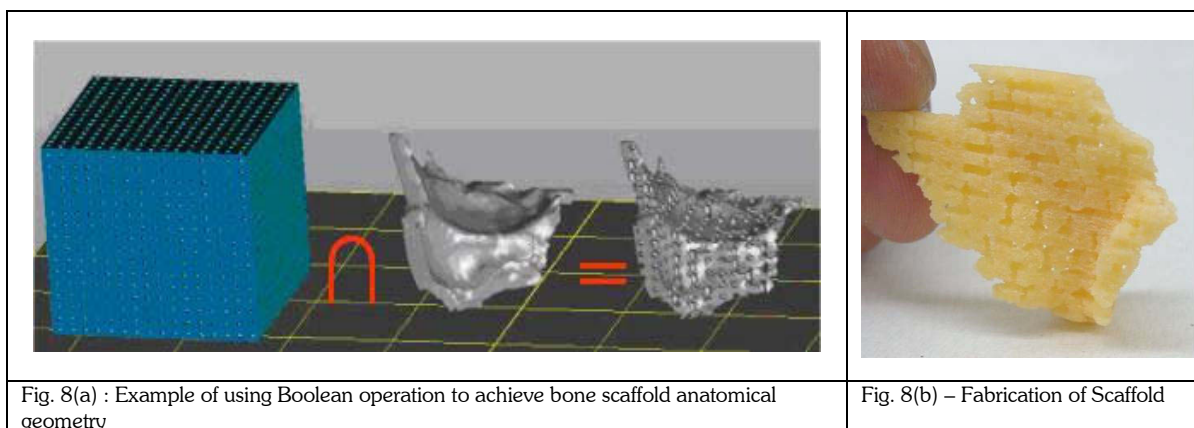 Fig. 8(a) : Example of using Boolean operation to achieve bone scaffold anatomical
geometry
Fig. 8(b) – Fabrication of Scaffold